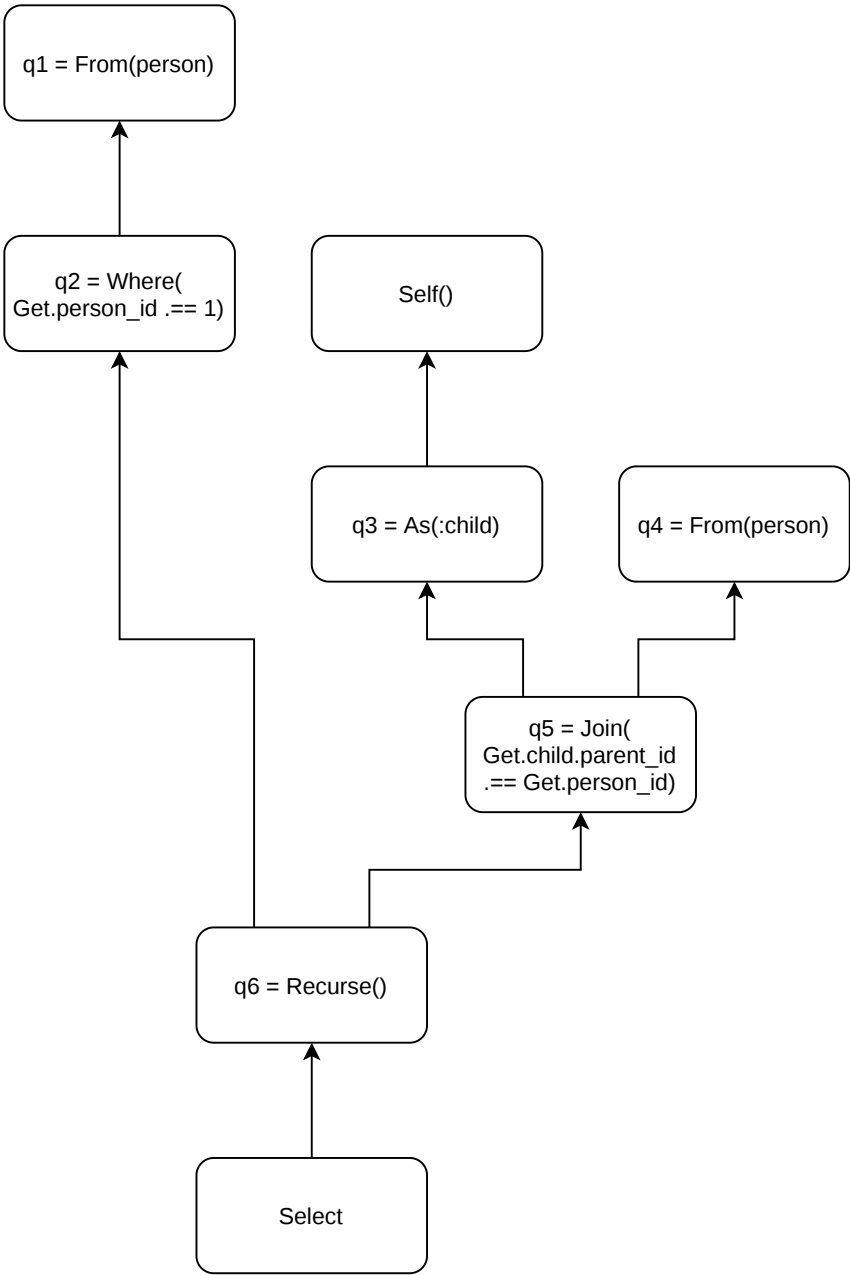 q1 = From(person)
q2 = Where(
Get.person_id .== 1)
Self()
q3 = As(:child)
q4 = From(person)
q5 = Join(
Get.child.parent_id
.== Get.person_id)
q6 = Recurse()
Select